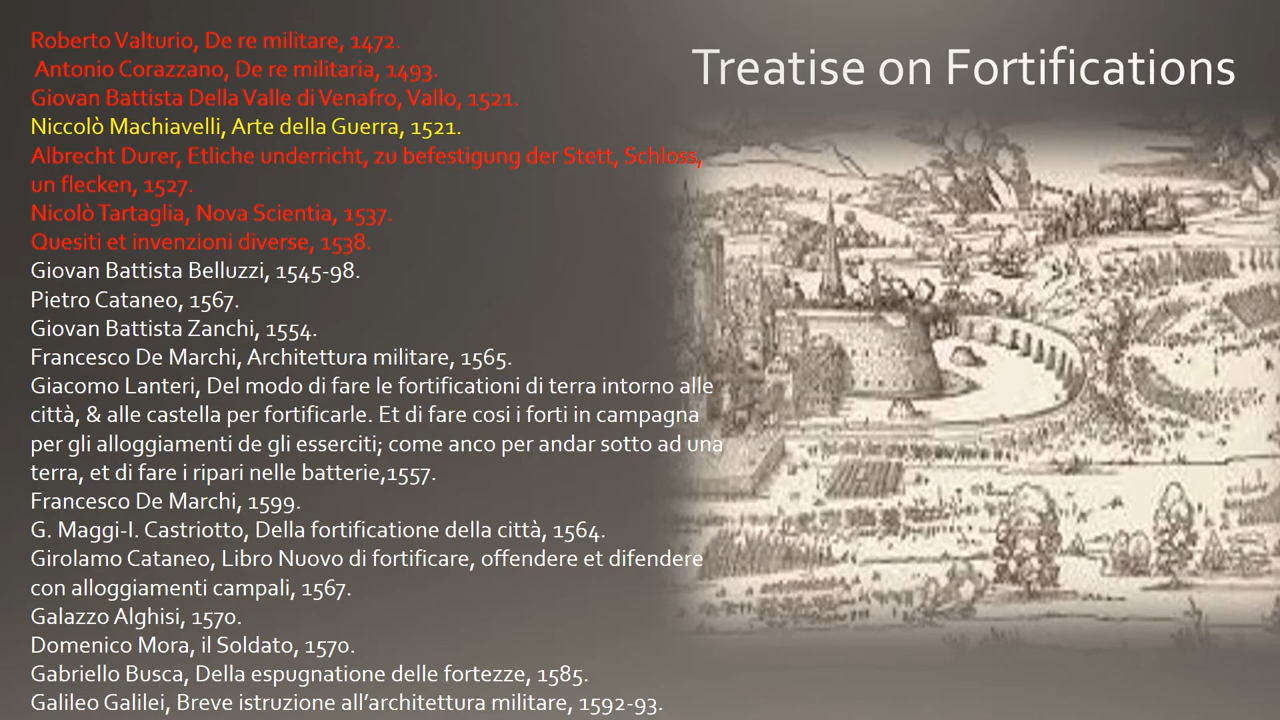 Treatise on Fortifications
Roberto Valturio, De re militare, 1472.
Antonio Corazzano, De re militaria, 1493.
Giovan Battista Della Valle di Venafro, Vallo, 1521.
Niccolò Machiavelli, Arte della Guerra, 1521.
Albrecht Durer, Etliche underricht, zu befestigung der Stett, Schloss,
un flecken, 1527.
Nicolò Tartaglia, Nova Scientia, 1537.
Quesiti et invenzioni diverse, 1538.
Giovan Battista Belluzzi, 1545-98.
Pietro Cataneo, 1567.
Giovan Battista Zanchi, 1554.
Francesco De Marchi, Architettura militare, 1565.
Giacomo Lanteri, Del modo di fare le fortificationi di terra intorno alle
città, & alle castella per fortificarle. Et di fare cosi i forti in campagna
per gli alloggiamenti de gli esserciti; come anco per andar sotto ad una
terra, et di fare i ripari nelle batterie,1557.
Francesco De Marchi, 1599.
G. Maggi-I. Castriotto, Della fortificatione della città, 1564.
Girolamo Cataneo, Libro Nuovo di fortificare, offendere et difendere
con alloggiamenti campali, 1567.
Galazzo Alghisi, 1570.
Domenico Mora, il Soldato, 1570.
Gabriello Busca, Della espugnatione delle fortezze, 1585.
Galileo Galilei, Breve istruzione all’architettura militare, 1592-93.